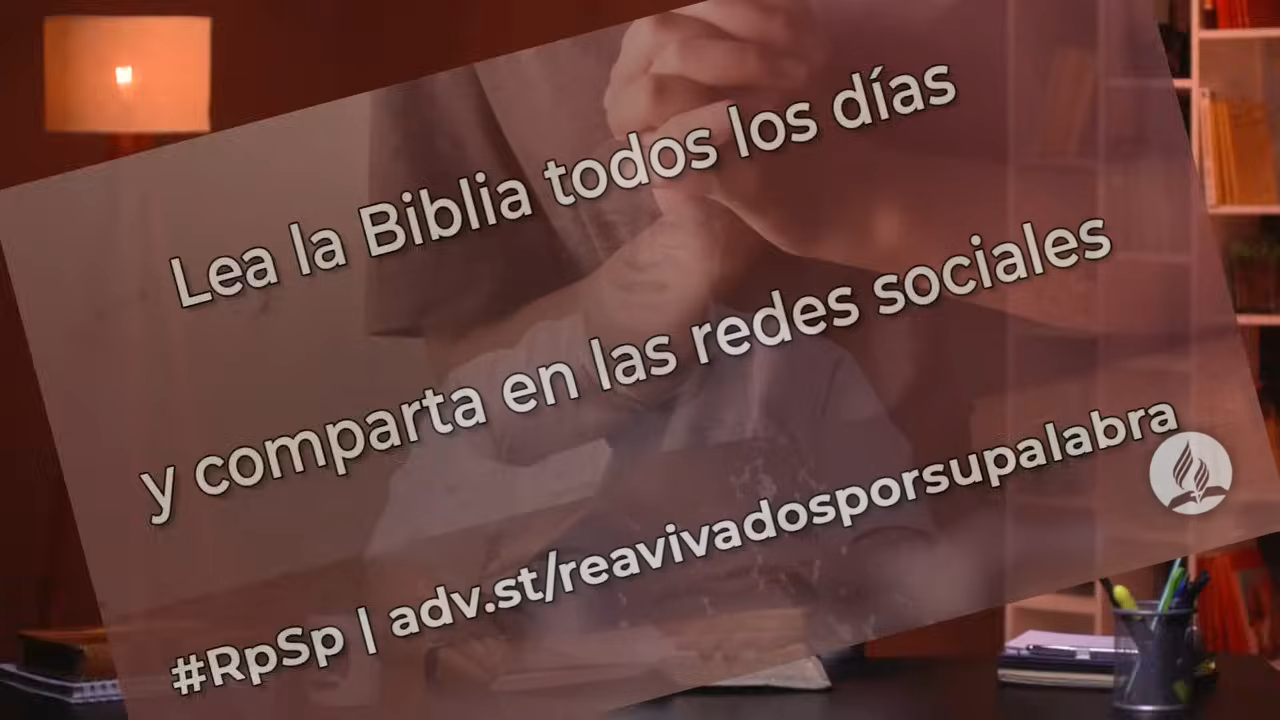 Lea la Biblia todos los días
y comparta en las redes sociales
#RpSp | adv.st/reavivadosporsupalabra